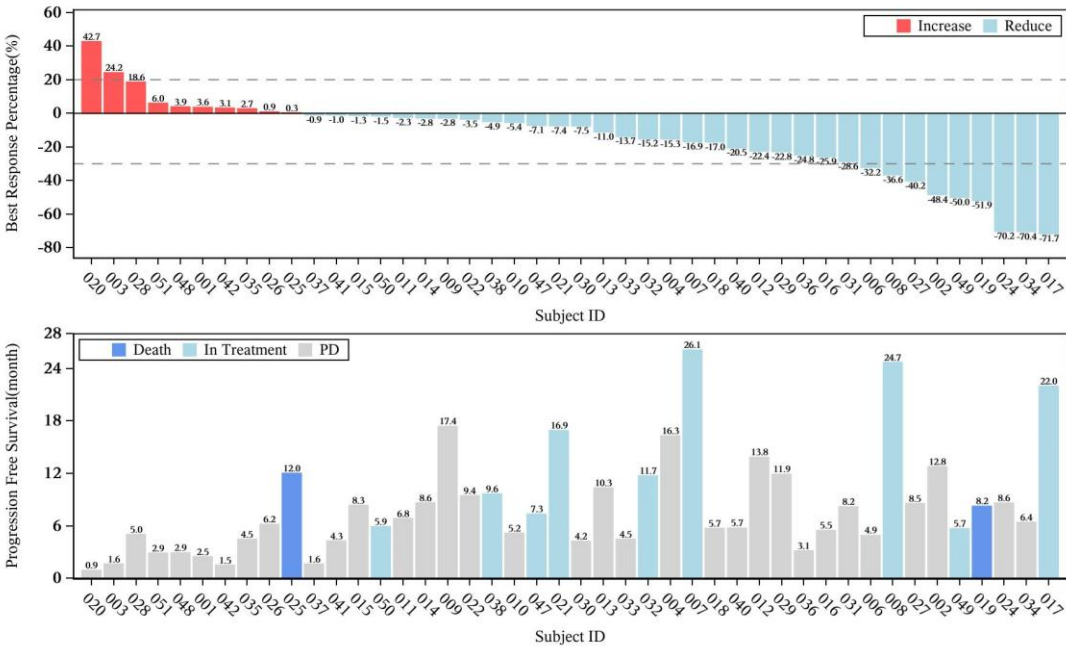 60
40
20
0
-20
-40
-60
-80
Best Response Percentage(%)
Increase Reduce
42.7 24.2 18.6 6.0 3.9 3.6 3.1 2.7 0.9 0.3 -0.9 -1.0 -1.3 -1.5 -2.3 -2.8 -2.8 -3.5 -4.9 -5.4 -7.1 -7.4 -7.5 -11.0 -13.7 -15.2 -15.3 -16.9 -17.0 -20.5 -22.4 -22.8 -24.8 -25.9 -28.6 -32.2 -36.6 -40.2 -48.4 -50.0 -51.9 -70.2 -70.4 -71.7
020 003 028 051 048 001 042 035 026 025 037 041 015 050 011 014 009 022 038 010 047 021 030 013 033 032 004 007 018 040 012 029 036 016 031 006 008 027 002 049 019 024 034 017
Subject ID
28
24
18
12
6
0
Progression Free Survival(month)
Death In Treatment PD
0.9 1.6 5.0 2.9 2.9 2.5 1.5 4.5 6.2 12.0 1.6 4.3 8.3 5.9 6.8 8.6 17.4 9.4 9.6 5.2 7.3 16.9 4.2 10.3 4.5 11.7 16.3 26.1 5.7 5.7 13.8 11.9 3.1 5.5 8.2 4.9 24.7 8.5 12.8 5.7 8.2 8.6 6.4 22.0
020 003 028 051 048 001 042 035 026 025 037 041 015 050 011 014 009 022 038 010 047 021 030 013 033 032 004 007 018 040 012 029 036 016 031 006 008 027 002 049 019 024 034 017
Subject ID